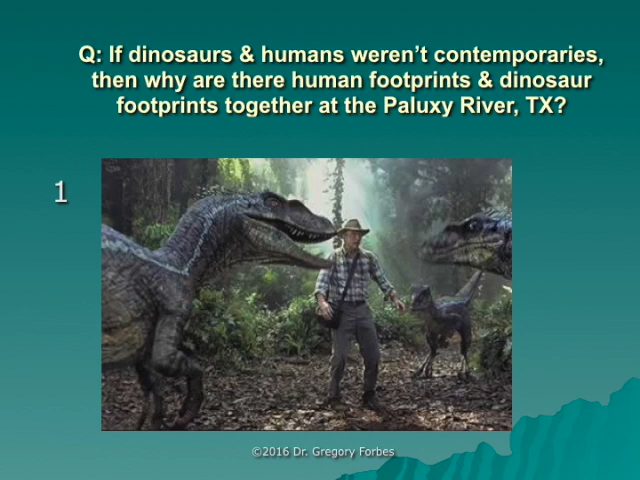 Q: If dinosaurs & humans weren’t contemporaries,
then why are there human footprints & dinosaur
footprints together at the Paluxy River, TX?
1
©2016 Dr. Gregory Forbes